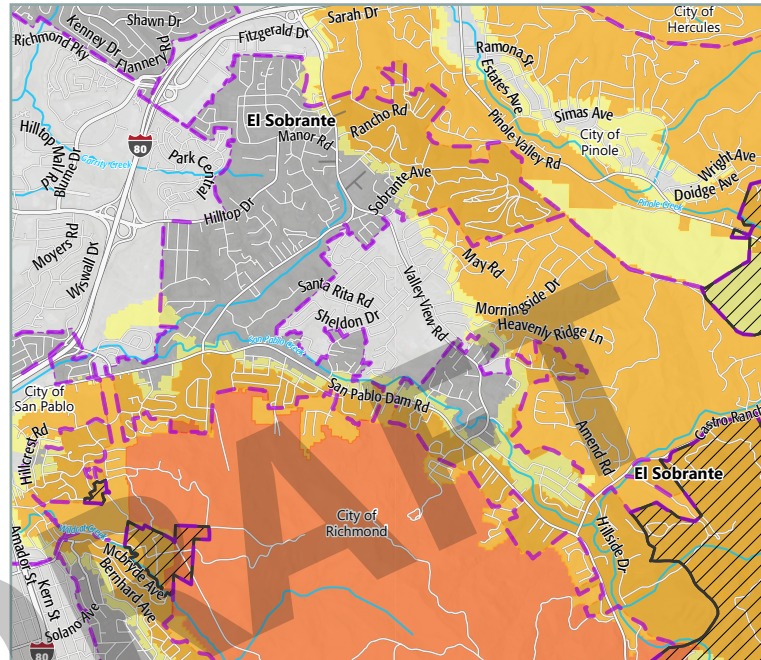 Shawn Dr
Sarah Dr
City of
Hercules
Kenney Dr
Richmond Pky
Flannery
Rd
Fitzgerald Dr
Ramona St
Estates Ave
El Sobrante
Manor Rd
Rancho Rd
Simas Ave
City of
Pinole
Pinole Valley Rd
Hilltop
Mall Rd
Blume Dr
80
Garrity Creek
Park Central
Wright Ave
Doidge Ave
Pinole Creek
Hilltop Dr
Sobrante Ave
Moyers Rd
Wiswall Dr
May Rd
Valley View Rd
Santa Rita Rd
Sheldon Dr
Morningside Dr
Heavenly Ridge Ln
San Pablo Creek
San Pablo Dam Rd
City of
San Pablo
Hillcrest Rd
Amend Rd
Castro Ranch
El Sobrante
City of
Richmond
Hillside Dr
McBryde Ave
Bernhard Ave
Amador St
Kern St
Solano Ave
80